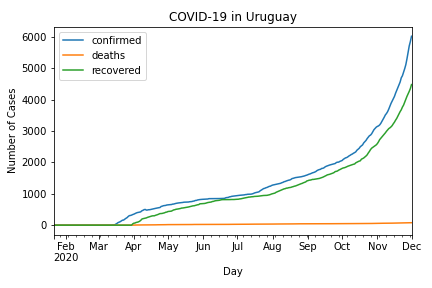 COVID-19 in Uruguay
confirmed
deaths
recovered
Number of Cases
6000
5000
4000
3000
2000
1000
0
Feb Mar Apr May Jun Jul Aug Sep Oct Nov Dec
2020
Day